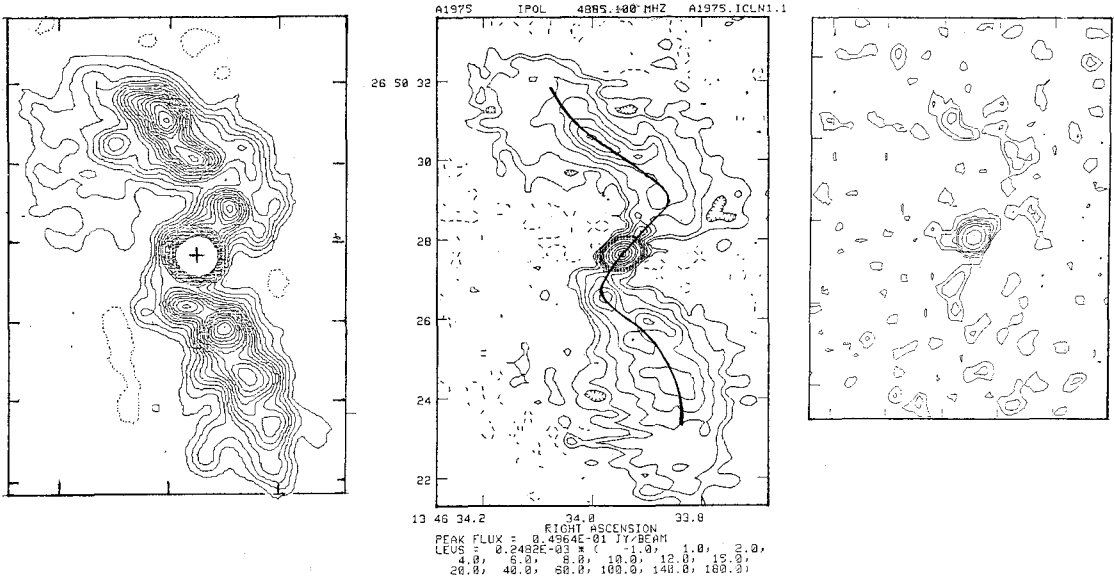 A1975 IPOL 4885.100 MHZ A1975.ICLN1.1
26 50 32
30
28
26
24
22
13 46 34.2 34.0 33.8
RIGHT ASCENSION
PEAK FLUX = 0.4964E-01 JY/BEAM
LEVS = 0.2482E-03 * ( -1.0, 1.0, 2.0,
4.0, 6.0, 8.0, 10.0, 12.0, 15.0,
20.0, 40.0, 60.0, 100.0, 140.0, 180.0)